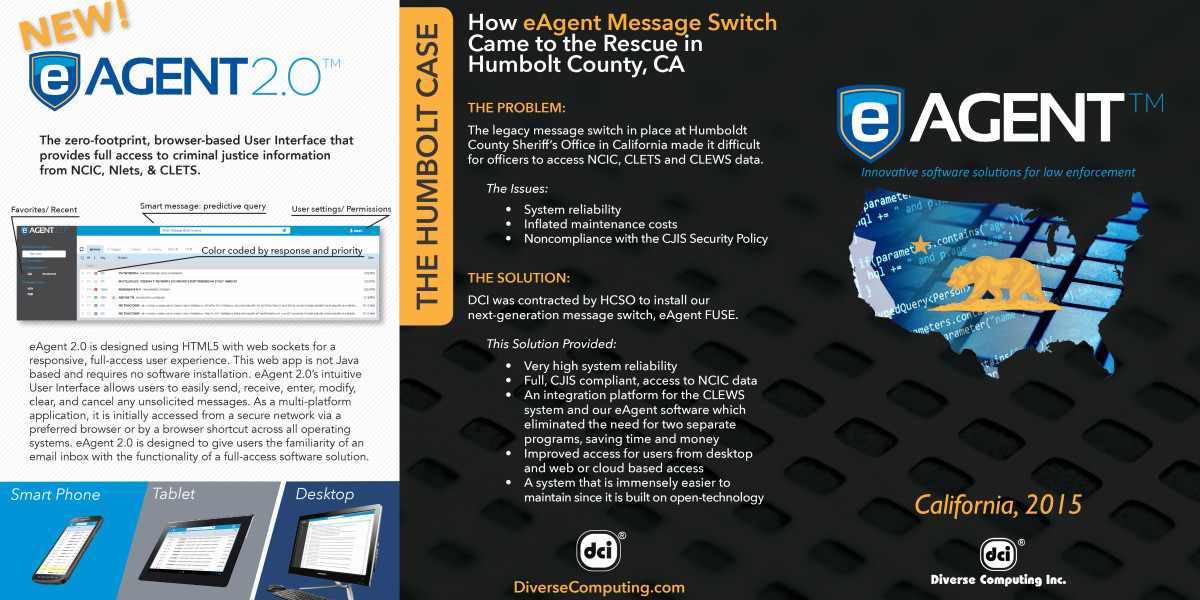 NEW!
e AGENT 2.0™
The zero-footprint, browser-based User Interface that
provides full access to criminal justice information
from NCIC, Nlets, & CLETS.
Favorites/ Recent
Smart message: predictive query
User settings/ Permissions
Color coded by response and priority
eAgent 2.0 is designed using HTML5 with web sockets for a
responsive, full-access user experience. This web app is not Java
based and requires no software installation. eAgent 2.0's intuitive
User Interface allows users to easily send, receive, enter, modify,
clear, and cancel any unsolicited messages. As a multi-platform
application, it is initially accessed from a secure network via a
preferred browser or by a browser shortcut across all operating
systems. eAgent 2.0 is designed to give users the familiarity of an
email inbox with the functionality of a full-access software solution.
Smart Phone
Tablet
Desktop
THE HUMBOLT CASE
How eAgent Message Switch
Came to the Rescue in
Humbolt County, CA
THE PROBLEM:
The legacy message switch in place at Humboldt
County Sheriff's Office in California made it difficult
for officers to access NCIC, CLETS and CLEWS data.
The Issues:
• System reliability
• Inflated maintenance costs
• Noncompliance with the CJIS Security Policy
THE SOLUTION:
DCI was contracted by HCSO to install our
next-generation message switch, eAgent FUSE.
This Solution Provided:
• Very high system reliability
• Full, CJIS compliant, access to NCIC data
• An integration platform for the CLEWS
system and our eAgent software which
eliminated the need for two separate
programs, saving time and money
• Improved access for users from desktop
and web or cloud based access
• A system that is immensely easier to
maintain since it is built on open-technology
dci®
DiverseComputing.com
e AGENT™
Innovative software solutions for law enforcement
California, 2015
dci®
Diverse Computing Inc.